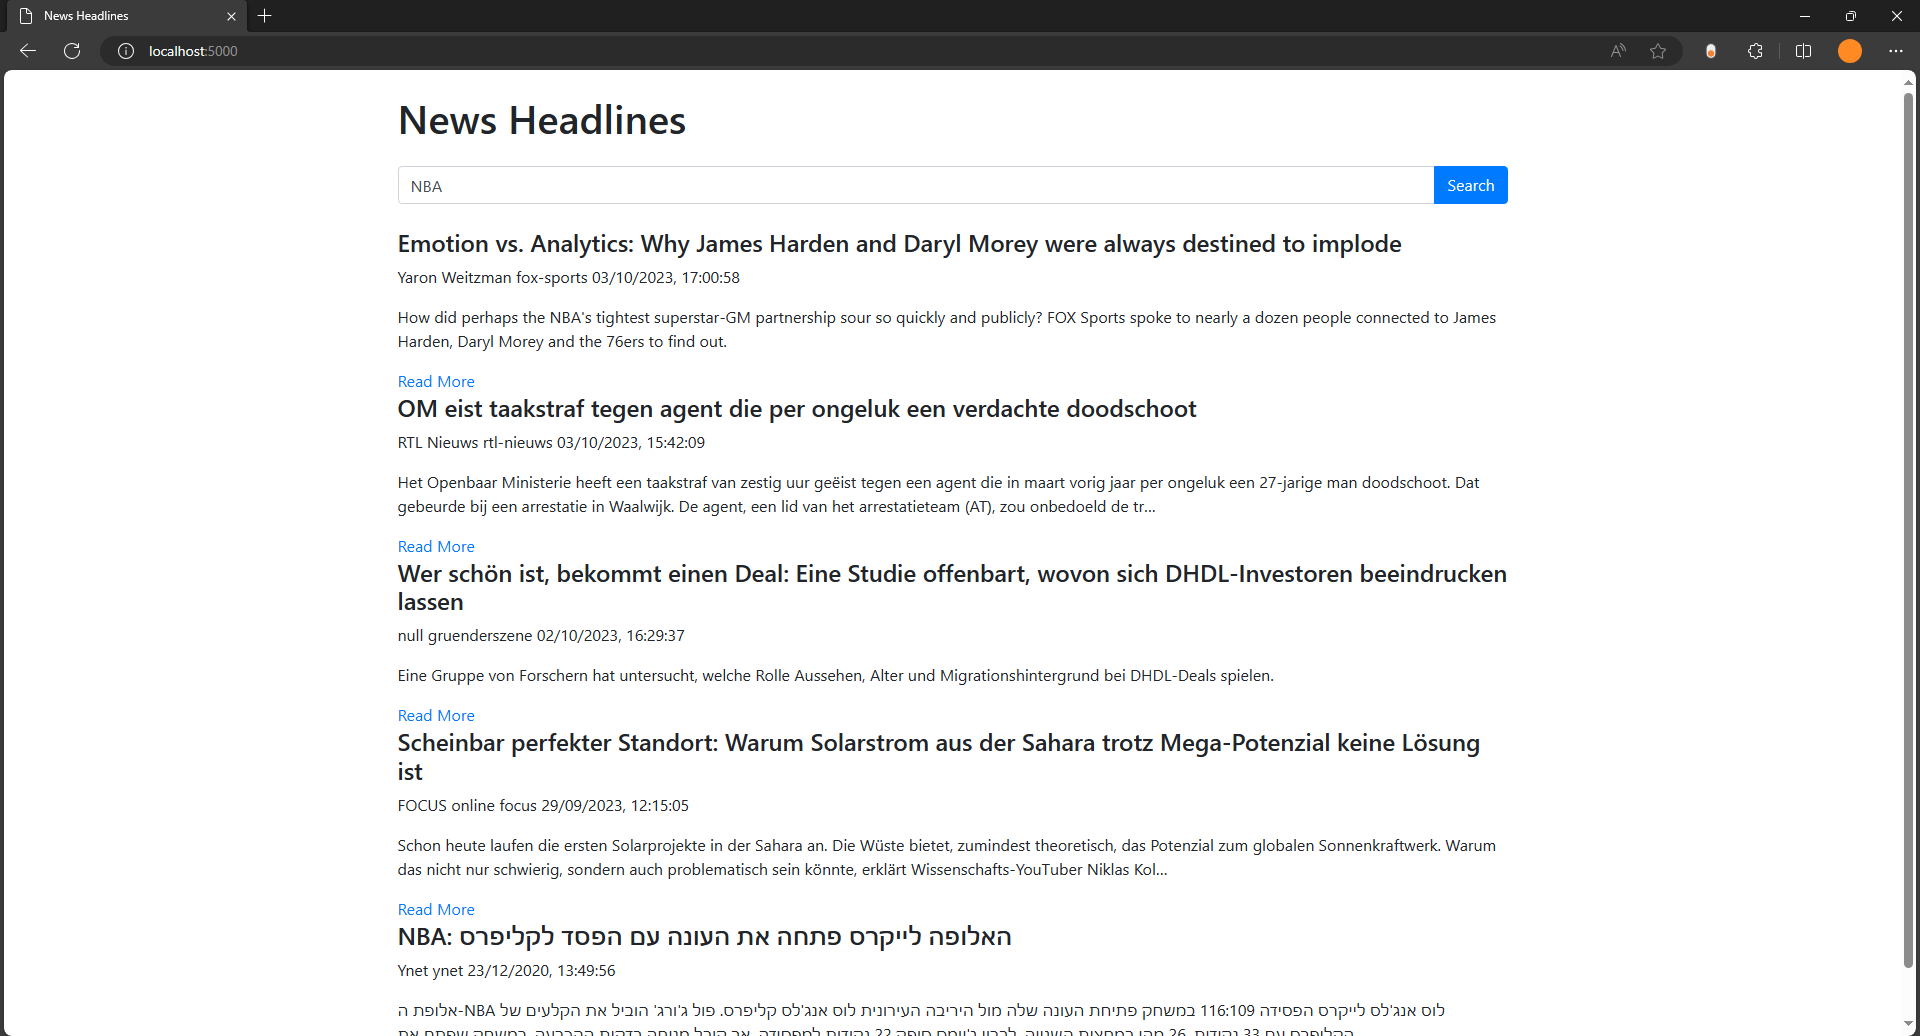 News Headlines
localhost:5000
News Headlines
NBA
Search
Emotion vs. Analytics: Why James Harden and Daryl Morey were always destined to implode
Yaron Weitzman fox-sports 03/10/2023, 17:00:58
How did perhaps the NBA's tightest superstar-GM partnership sour so quickly and publicly? FOX Sports spoke to nearly a dozen people connected to James
Harden, Daryl Morey and the 76ers to find out.
Read More
OM eist taakstraf tegen agent die per ongeluk een verdachte doodschoot
RTL Nieuws rtl-nieuws 03/10/2023, 15:42:09
Het Openbaar Ministerie heeft een taakstraf van zestig uur geëist tegen een agent die in maart vorig jaar per ongeluk een 27-jarige man doodschoot. Dat
gebeurde bij een arrestatie in Waalwijk. De agent, een lid van het arrestatieteam (AT), zou onbedoeld de tr...
Read More
Wer schön ist, bekommt einen Deal: Eine Studie offenbart, wovon sich DHDL-Investoren beeindrucken
lassen
null gruenderszene 02/10/2023, 16:29:37
Eine Gruppe von Forschern hat untersucht, welche Rolle Aussehen, Alter und Migrationshintergrund bei DHDL-Deals spielen.
Read More
Scheinbar perfekter Standort: Warum Solarstrom aus der Sahara trotz Mega-Potenzial keine Lösung
ist
FOCUS online focus 29/09/2023, 12:15:05
Schon heute laufen die ersten Solarprojekte in der Sahara an. Die Wüste bietet, zumindest theoretisch, das Potenzial zum globalen Sonnenkraftwerk. Warum
das nicht nur schwierig, sondern auch problematisch sein könnte, erklärt Wissenschafts-YouTuber Niklas Kol...
Read More
NBA: האלופה לייקרס פתחה את העונה עם הפסד לקליפרס
Ynet ynet 23/12/2020, 13:49:56
אלופת ה-NBA לוס אנג'לס לייקרס הפסידה 116:109 במשחק פתיחת העונה שלה מול היריבה העירונית לוס אנג'לס קליפרס. פול ג'ורג' הוביל את הקלעים של